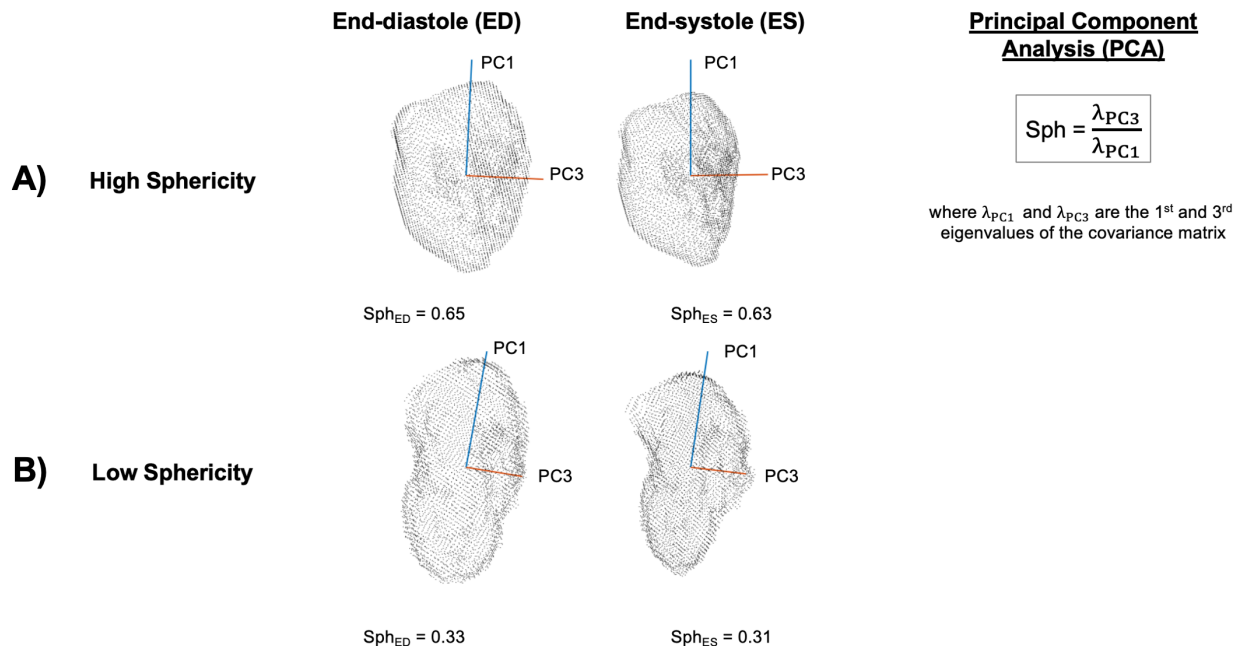 End-diastole (ED)
End-systole (ES)
Principal Component
Analysis (PCA)
PC1
PC1
Sph = λPC3
λPC1
A)
High Sphericity
PC3
PC3
where λPC1 and λPC3 are the 1st and 3rd
eigenvalues of the covariance matrix
SphED = 0.65
SphES = 0.63
PC1
PC1
B)
Low Sphericity
PC3
PC3
SphED = 0.33
SphES = 0.31